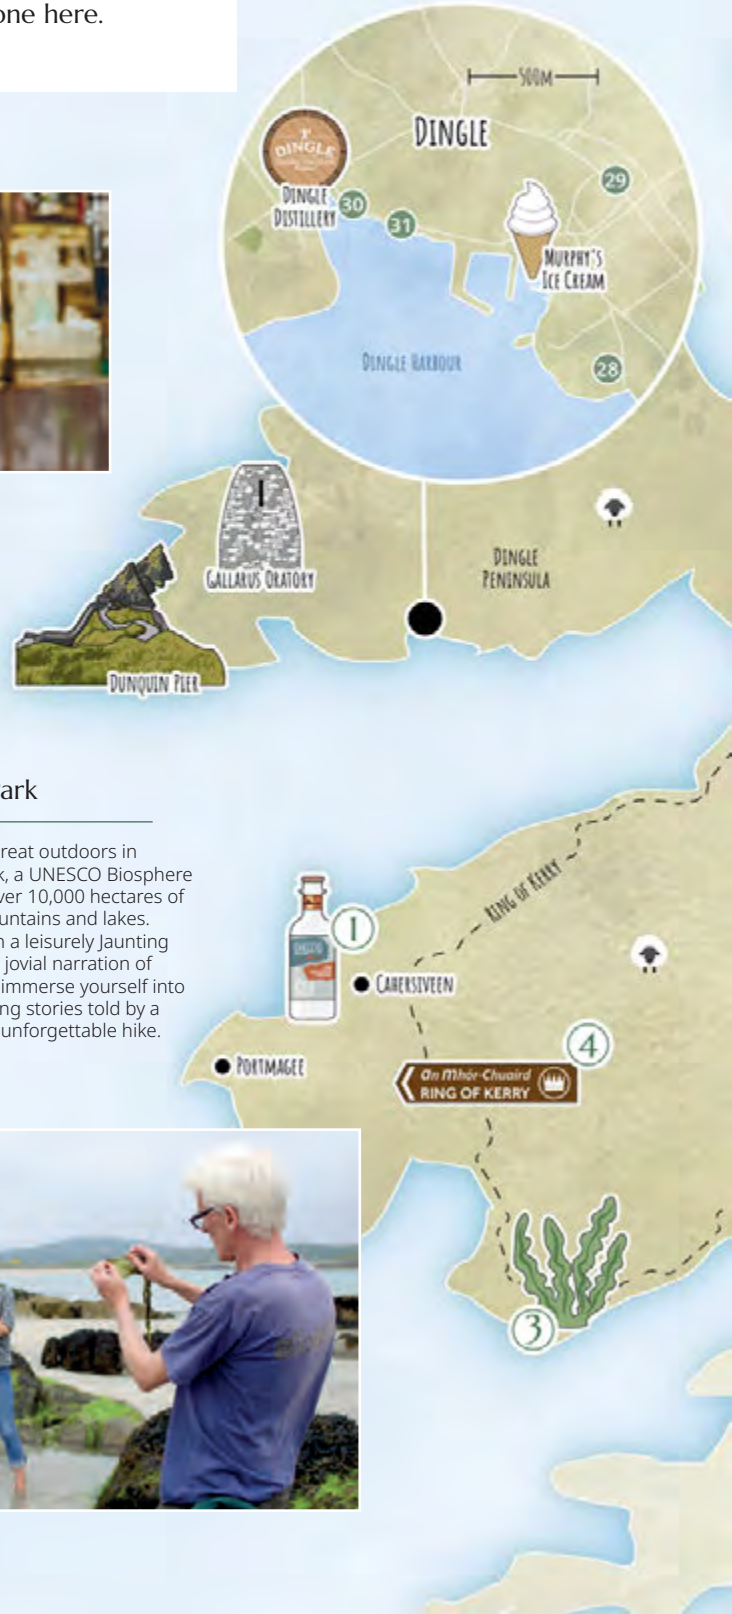 one here.
500M
DINGLE
DINGLE
DINGLE
DISTILLERY
30
31
29
MURPHY'S
ICE CREAM
DINGLE HARBOUR
28
GALLARUS ORATORY
DINGLE
PENINSULA
DUNQUIN PIER
ark
reat outdoors in
k, a UNESCO Biosphere
ver 10,000 hectares of
untains and lakes.
n a leisurely Jaunting
jovial narration of
immerse yourself into
ng stories told by a
unforgettable hike.
RING OF KERRY
1
CAHERSIVEEN
PORTMAGEE
4
an Mhór-Chuaird
RING OF KERRY
3